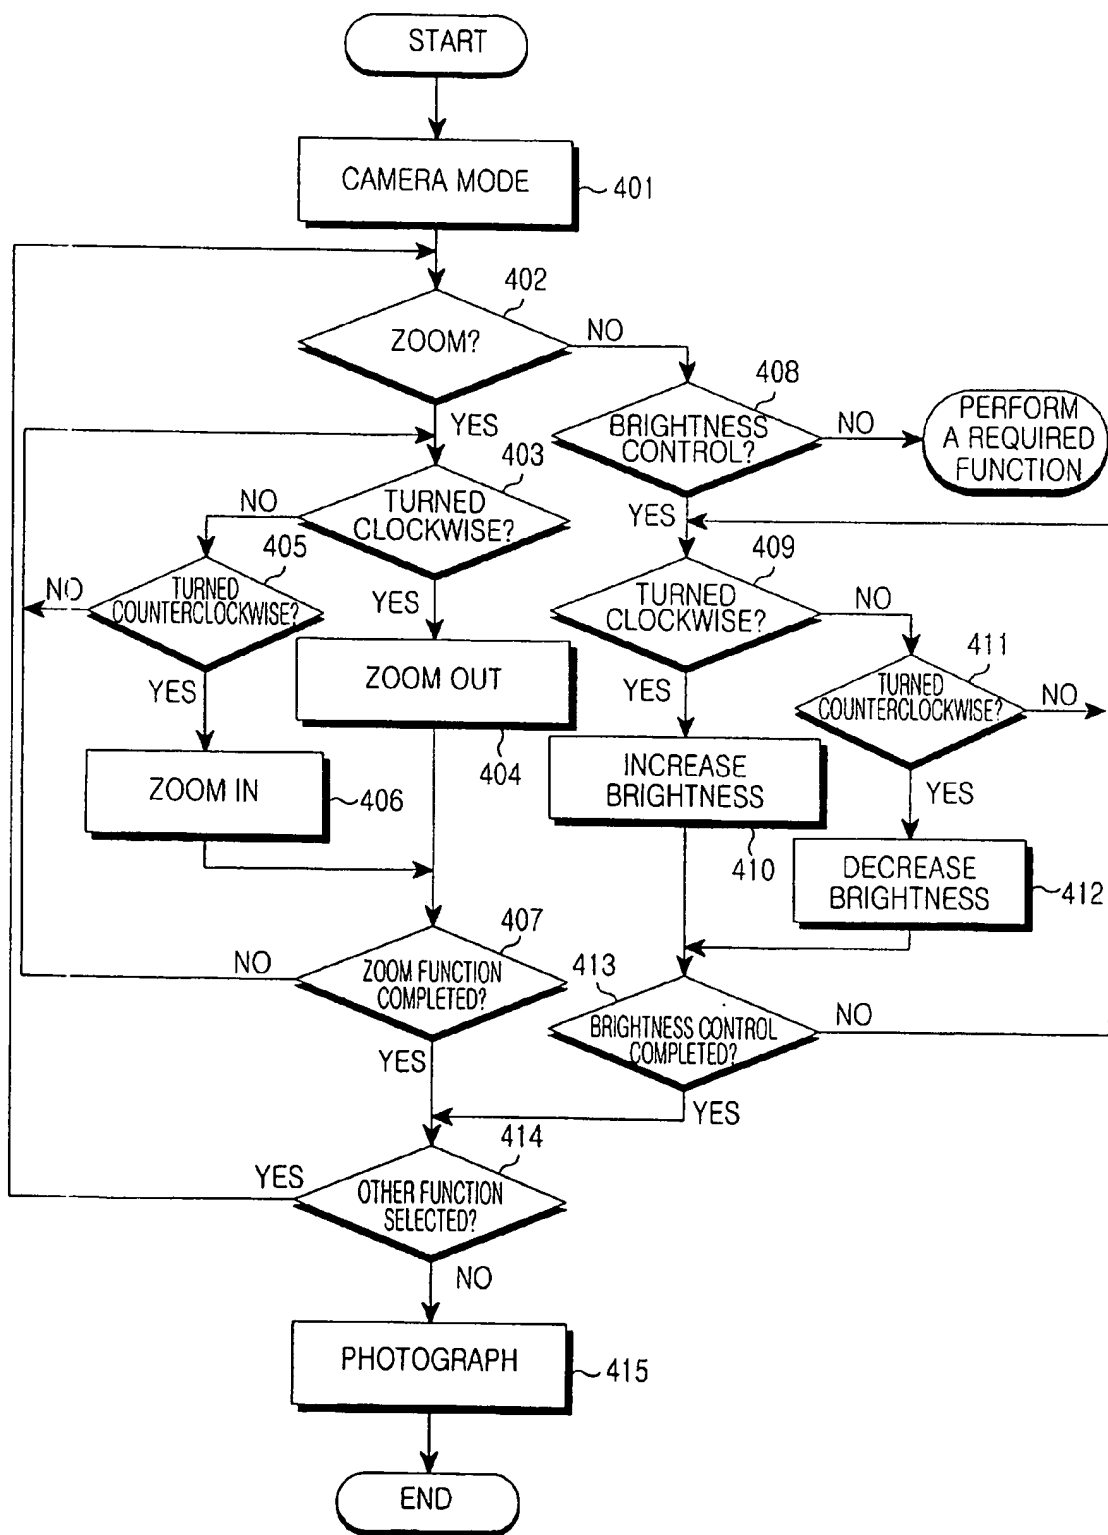 START
CAMERA MODE
401
402
ZOOM?
NO
YES
408
BRIGHTNESS
CONTROL?
NO
PERFORM
A REQUIRED
FUNCTION
YES
403
TURNED
CLOCKWISE?
NO
YES
405
TURNED
COUNTERCLOCKWISE?
NO
YES
409
TURNED
CLOCKWISE?
NO
YES
411
TURNED
COUNTERCLOCKWISE?
NO
YES
ZOOM OUT
404
ZOOM IN
406
INCREASE
BRIGHTNESS
410
DECREASE
BRIGHTNESS
412
407
ZOOM FUNCTION
COMPLETED?
NO
YES
413
BRIGHTNESS CONTROL
COMPLETED?
NO
YES
414
OTHER FUNCTION
SELECTED?
YES
NO
PHOTOGRAPH
415
END